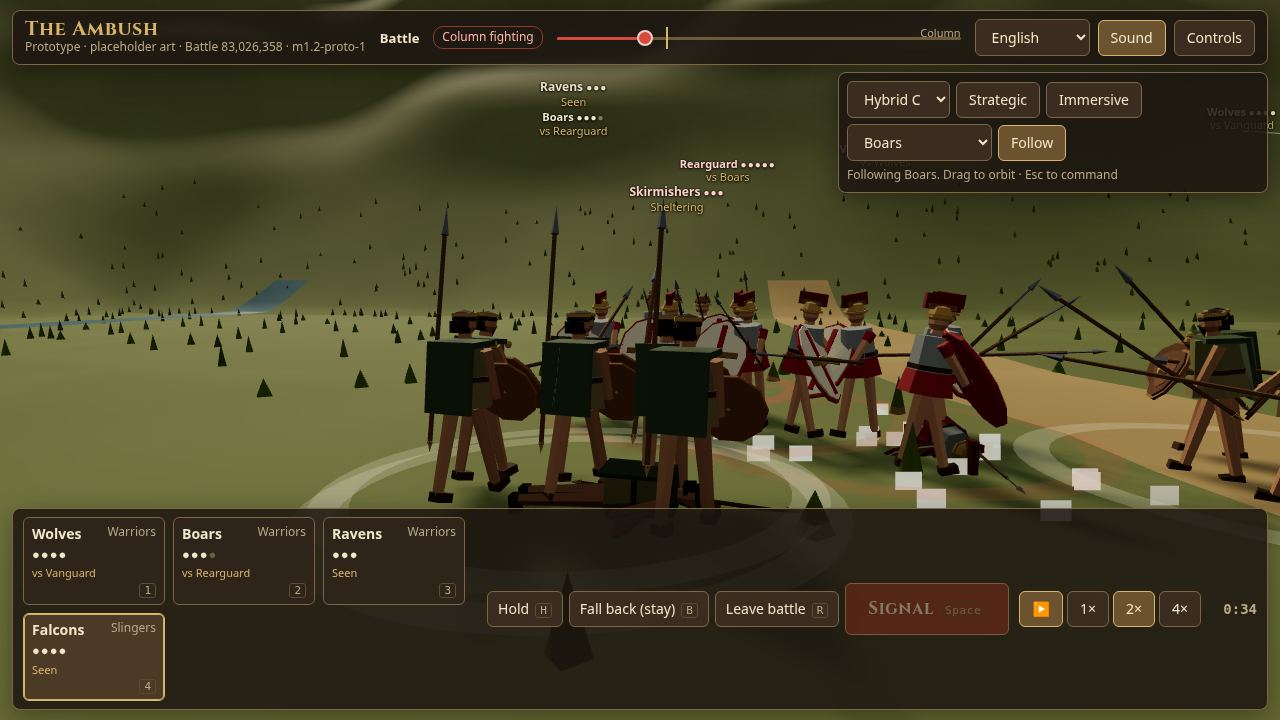 The Ambush
Prototype · placeholder art · Battle 83,026,358 · m1.2-proto-1
Battle
Column fighting
Column
English
Sound
Controls
Hybrid C
Strategic
Immersive
Boars
Follow
Following Boars. Drag to orbit · Esc to command
Wolves
vs Vanguard
Ravens
Seen
Boars
vs Rearguard
Rearguard
vs Boars
Skirmishers
Sheltering
Wolves Warriors
vs Vanguard
1
Boars Warriors
vs Rearguard
2
Ravens Warriors
Seen
3
Falcons Slingers
Seen
4
Hold H
Fall back (stay) B
Leave battle R
Signal Space
1×
2×
4×
0:34